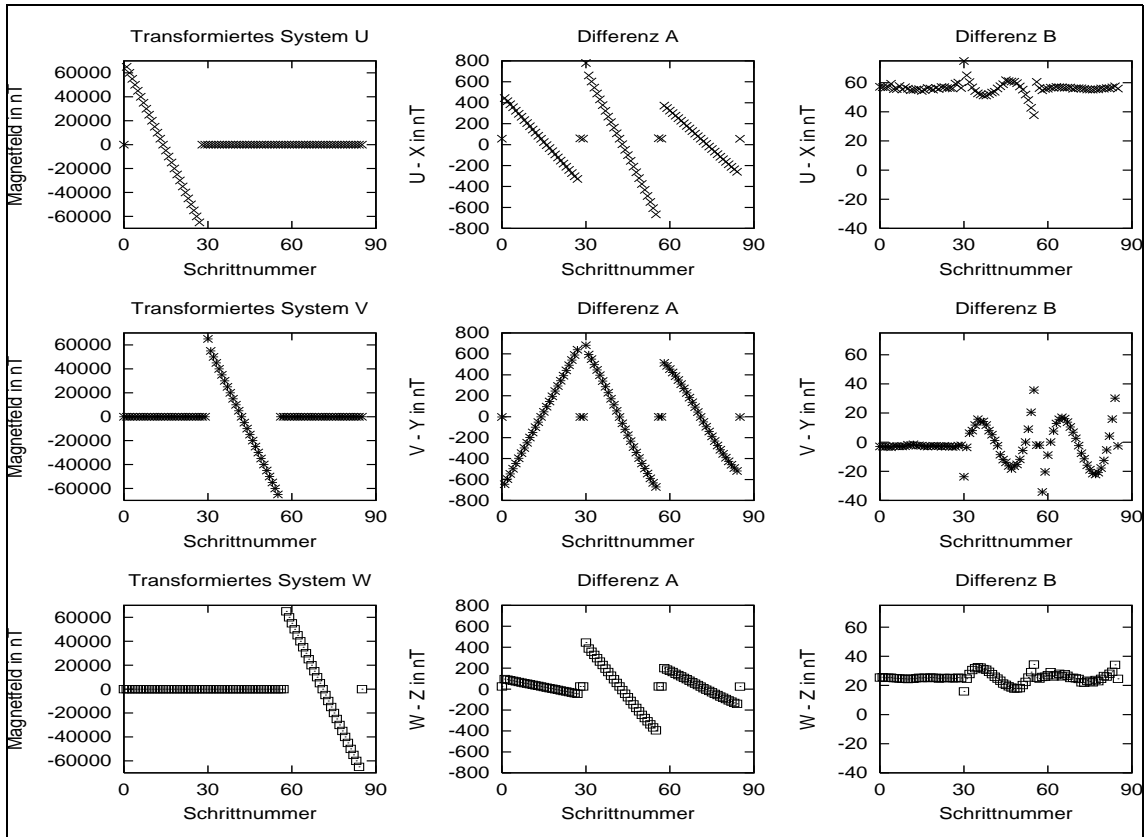 Transformiertes System U
Magnetfeld in nT
60000
40000
20000
0
-20000
-40000
-60000
0 30 60 90
Schrittnummer
Differenz A
U - X in nT
800
600
400
200
0
-200
-400
-600
-800
0 30 60 90
Schrittnummer
Differenz B
U - X in nT
60
40
20
0
-20
-40
0 30 60 90
Schrittnummer
Transformiertes System V
Magnetfeld in nT
60000
40000
20000
0
-20000
-40000
-60000
0 30 60 90
Schrittnummer
Differenz A
V - Y in nT
800
600
400
200
0
-200
-400
-600
-800
0 30 60 90
Schrittnummer
Differenz B
V - Y in nT
60
40
20
0
-20
-40
0 30 60 90
Schrittnummer
Transformiertes System W
Magnetfeld in nT
60000
40000
20000
0
-20000
-40000
-60000
0 30 60 90
Schrittnummer
Differenz A
W - Z in nT
800
600
400
200
0
-200
-400
-600
-800
0 30 60 90
Schrittnummer
Differenz B
W - Z in nT
60
40
20
0
-20
-40
0 30 60 90
Schrittnummer